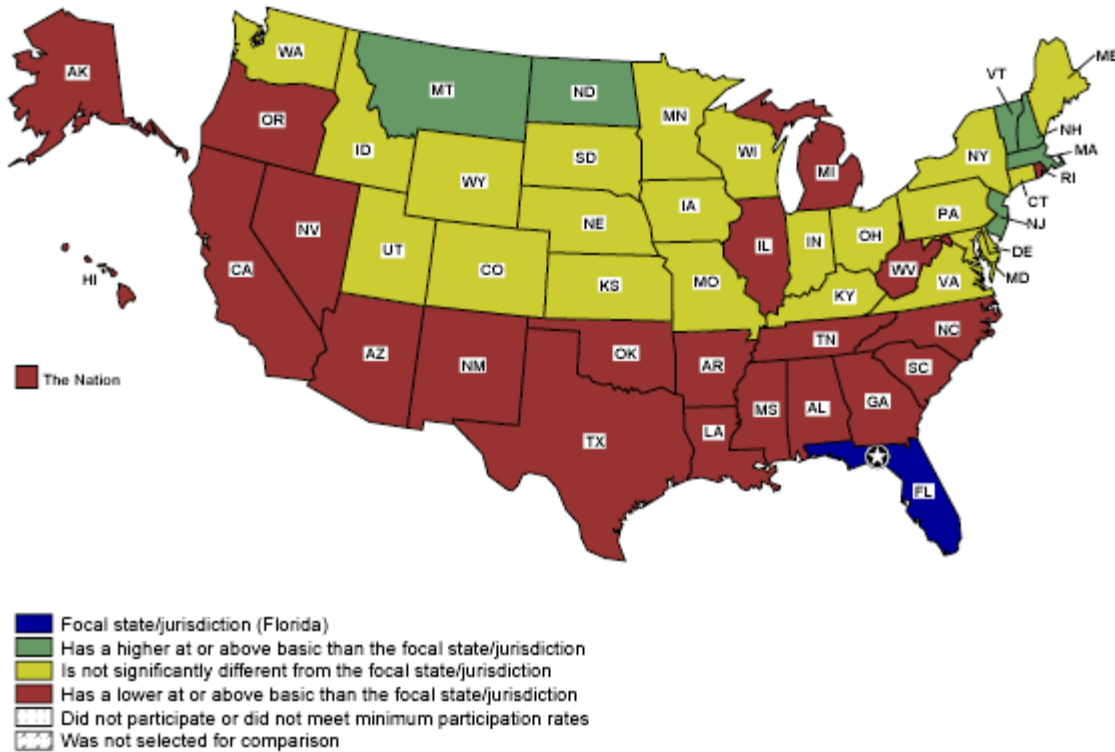 AK
WA
MT
ND
MN
VT
ME
NH
MA
RI
CT
NJ
DE
MD
OR
ID
WY
SD
WI
MI
NY
PA
NE
IA
NV
UT
CO
KS
MO
IL
IN
OH
WV
VA
KY
CA
HI
AZ
NM
OK
AR
TN
NC
SC
MS
AL
GA
LA
TX
FL
The Nation
Focal state/jurisdiction (Florida)
Has a higher at or above basic than the focal state/jurisdiction
Is not significantly different from the focal state/jurisdiction
Has a lower at or above basic than the focal state/jurisdiction
Did not participate or did not meet minimum participation rates
Was not selected for comparison